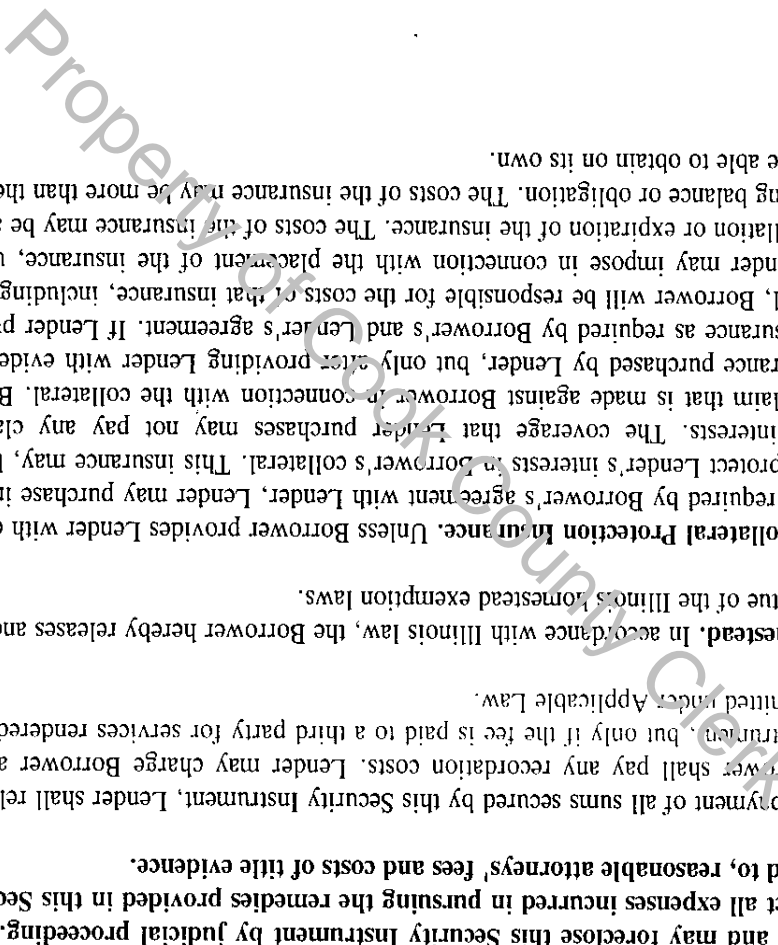 and may foreclose this Security Instrument by judicial proceeding.
ct all expenses incurred in pursuing the remedies provided in this Sec
d to, reasonable attorneys' fees and costs of title evidence.
payment of all sums secured by this Security Instrument, Lender shall rel
rower shall pay any recordation costs. Lender may charge Borrower a
trument, but only if the fee is paid to a third party for services rendered
mitted under Applicable Law.
estead. In accordance with Illinois law, the Borrower hereby releases and
tue of the Illinois homestead exemption laws.
ollateral Protection Insurance. Unless Borrower provides Lender with e
required by Borrower's agreement with Lender, Lender may purchase in
protect Lender's interests in Borrower's collateral. This insurance may,
interests. The coverage that Lender purchases may not pay any cla
laim that is made against Borrower in connection with the collateral. B
rance purchased by Lender, but only after providing Lender with evide
surance as required by Borrower's and Lender's agreement. If Lender p
l, Borrower will be responsible for the costs of that insurance, including
nder may impose in connection with the placement of the insurance, u
llation or expiration of the insurance. The costs of the insurance may be a
ng balance or obligation. The costs of the insurance may be more than the
e able to obtain on its own.
Property of Cook County Clerk